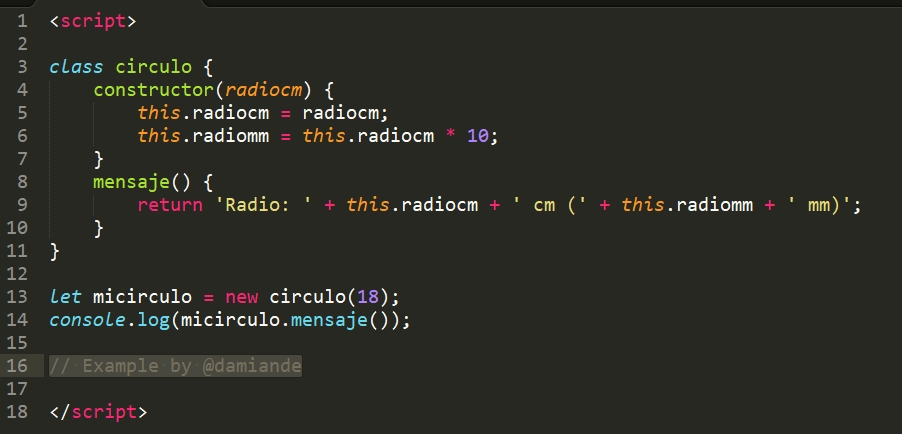 1 <script>
2
3 class circulo {
4     constructor(radiocm) {
5         this.radiocm = radiocm;
6         this.radiomm = this.radiocm * 10;
7     }
8     mensaje() {
9         return 'Radio: ' + this.radiocm + ' cm (' + this.radiomm + ' mm)';
10     }
11 }
12
13 let micirculo = new circulo(18);
14 console.log(micirculo.mensaje());
15
16 // Example by @damiande
17
18 </script>